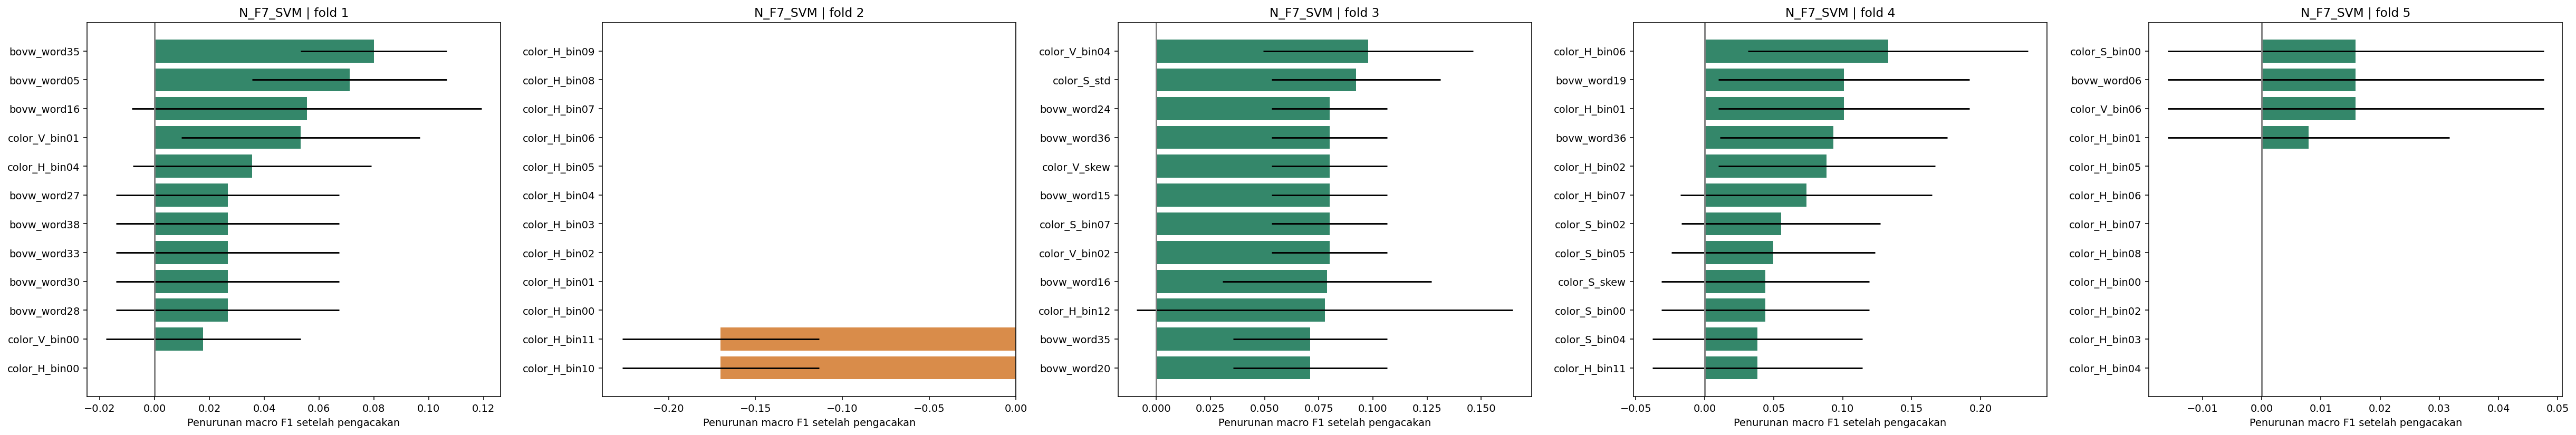 N_F7_SVM | fold 1
bovw_word35
bovw_word05
bovw_word16
color_V_bin01
color_H_bin04
bovw_word27
bovw_word38
bovw_word33
bovw_word30
bovw_word28
color_V_bin00
color_H_bin00
−0.02 0.00 0.02 0.04 0.06 0.08 0.10 0.12
Penurunan macro F1 setelah pengacakan
N_F7_SVM | fold 2
color_H_bin09
color_H_bin08
color_H_bin07
color_H_bin06
color_H_bin05
color_H_bin04
color_H_bin03
color_H_bin02
color_H_bin01
color_H_bin00
color_H_bin11
color_H_bin10
−0.20 −0.15 −0.10 −0.05 0.00
Penurunan macro F1 setelah pengacakan
N_F7_SVM | fold 3
color_V_bin04
color_S_std
bovw_word24
bovw_word36
color_V_skew
bovw_word15
color_S_bin07
color_V_bin02
bovw_word16
color_H_bin12
bovw_word35
bovw_word20
0.000 0.025 0.050 0.075 0.100 0.125 0.150
Penurunan macro F1 setelah pengacakan
N_F7_SVM | fold 4
color_H_bin06
bovw_word19
color_H_bin01
bovw_word36
color_H_bin02
color_H_bin07
color_S_bin02
color_S_bin05
color_S_skew
color_S_bin00
color_S_bin04
color_H_bin11
−0.05 0.00 0.05 0.10 0.15 0.20
Penurunan macro F1 setelah pengacakan
N_F7_SVM | fold 5
color_S_bin00
bovw_word06
color_V_bin06
color_H_bin01
color_H_bin05
color_H_bin06
color_H_bin07
color_H_bin08
color_H_bin00
color_H_bin02
color_H_bin03
color_H_bin04
−0.01 0.00 0.01 0.02 0.03 0.04 0.05
Penurunan macro F1 setelah pengacakan